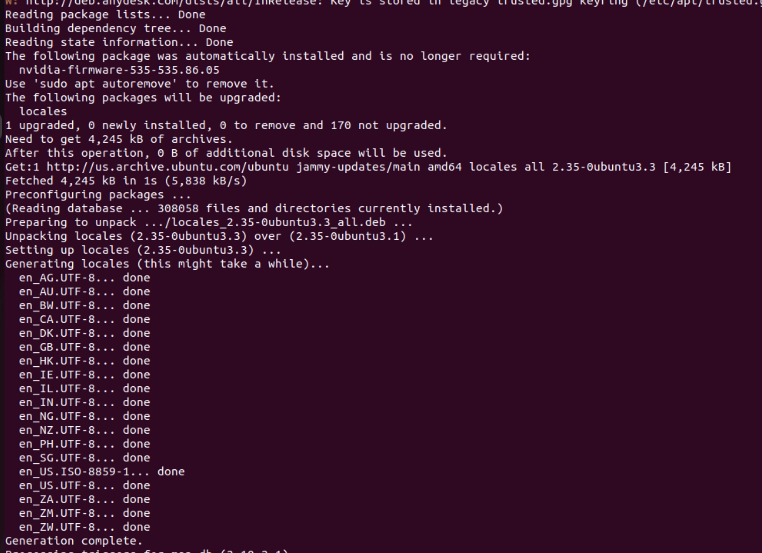 W: http://deb.anydesk.com/dists/all/InRelease: Key is stored in legacy trusted.gpg keyring (/etc/apt/trusted.g
Reading package lists... Done
Building dependency tree... Done
Reading state information... Done
The following package was automatically installed and is no longer required:
  nvidia-firmware-535-535.86.05
Use 'sudo apt autoremove' to remove it.
The following packages will be upgraded:
  locales
1 upgraded, 0 newly installed, 0 to remove and 170 not upgraded.
Need to get 4,245 kB of archives.
After this operation, 0 B of additional disk space will be used.
Get:1 http://us.archive.ubuntu.com/ubuntu jammy-updates/main amd64 locales all 2.35-0ubuntu3.3 [4,245 kB]
Fetched 4,245 kB in 1s (5,838 kB/s)
Preconfiguring packages ...
(Reading database ... 308058 files and directories currently installed.)
Preparing to unpack .../locales_2.35-0ubuntu3.3_all.deb ...
Unpacking locales (2.35-0ubuntu3.3) over (2.35-0ubuntu3.1) ...
Setting up locales (2.35-0ubuntu3.3) ...
Generating locales (this might take a while)...
  en_AG.UTF-8... done
  en_AU.UTF-8... done
  en_BW.UTF-8... done
  en_CA.UTF-8... done
  en_DK.UTF-8... done
  en_GB.UTF-8... done
  en_HK.UTF-8... done
  en_IE.UTF-8... done
  en_IL.UTF-8... done
  en_IN.UTF-8... done
  en_NG.UTF-8... done
  en_NZ.UTF-8... done
  en_PH.UTF-8... done
  en_SG.UTF-8... done
  en_US.ISO-8859-1... done
  en_US.UTF-8... done
  en_ZA.UTF-8... done
  en_ZM.UTF-8... done
  en_ZW.UTF-8... done
Generation complete.
Processing triggers for man-db (2.10.2-1)